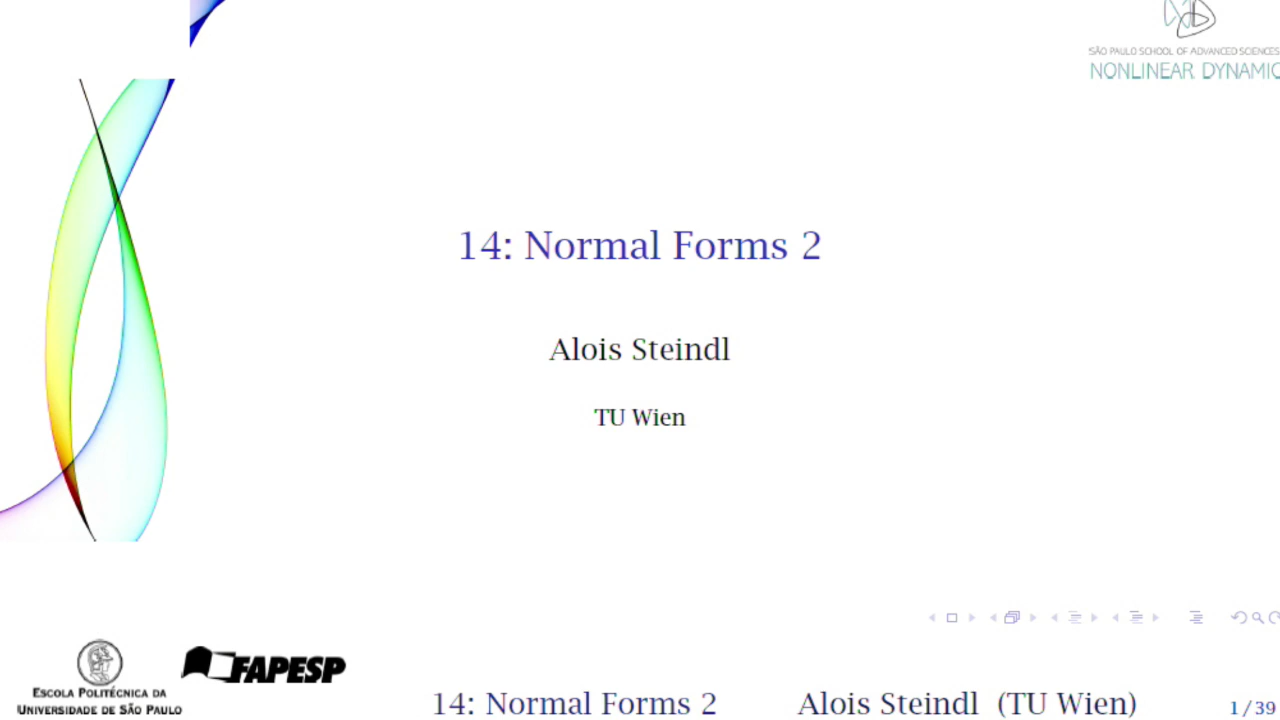 SÃO PAULO SCHOOL OF ADVANCED SCIENCES
NONLINEAR DYNAMIC
14: Normal Forms 2
Alois Steindl
TU Wien
ESCOLA POLITÉCNICA DA
UNIVERSIDADE DE SÃO PAULO
FAPESP
14: Normal Forms 2 Alois Steindl (TU Wien) 1 / 39